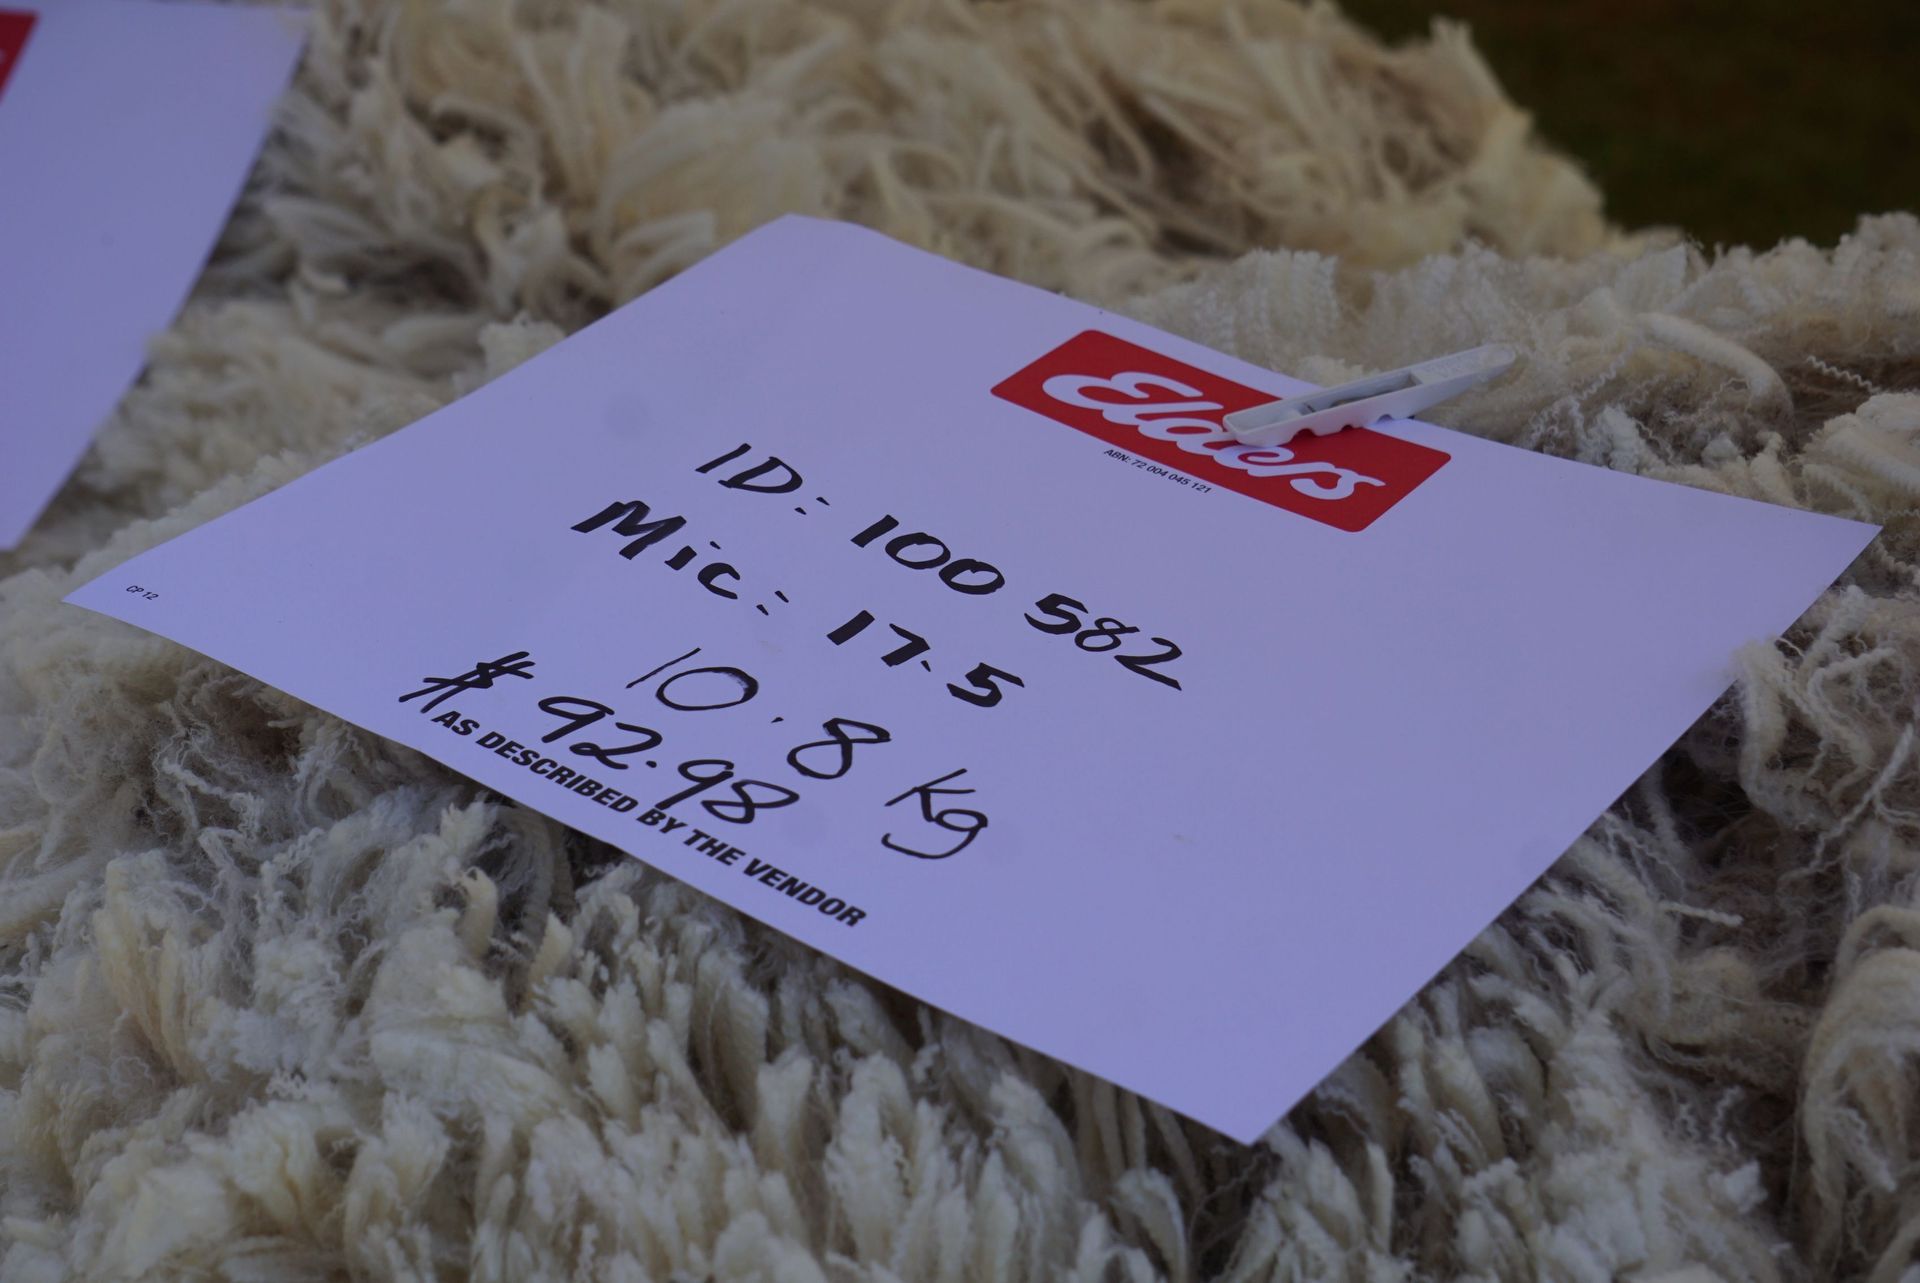 Elders
ABN: 72 004 045 121
ID: 100 582
Mic: 17.5
10.8 kg
$92.98
AS DESCRIBED BY THE VENDOR
CP 12